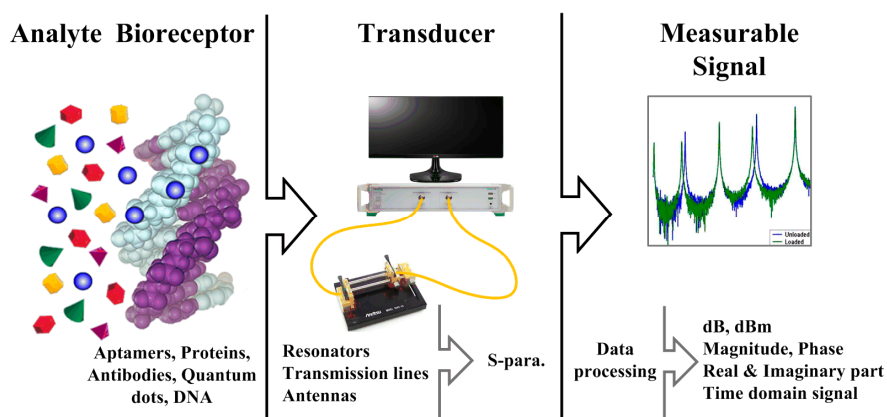 Analyte Bioreceptor
Aptamers, Proteins,
Antibodies, Quantum
dots, DNA
Transducer
Resonators
Transmission lines
Antennas
S-para.
Measurable
Signal
Unloaded
Loaded
Data
processing
dB, dBm
Magnitude, Phase
Real & Imaginary part
Time domain signal